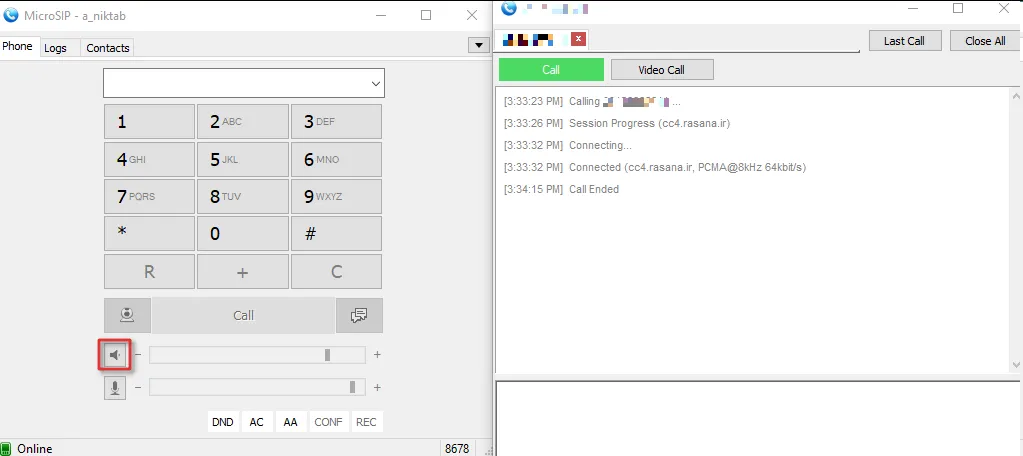 MicroSIP - a_niktab
Phone Logs Contacts
1 2 ABC 3 DEF
4 GHI 5 JKL 6 MNO
7 PQRS 8 TUV 9 WXYZ
* 0 #
R + C
Call
- +
- +
DND AC AA CONF REC
Online 8678
x Last Call Close All
Call Video Call
[3:33:23 PM] Calling ...
[3:33:26 PM] Session Progress (cc4.rasana.ir)
[3:33:32 PM] Connecting...
[3:33:32 PM] Connected (cc4.rasana.ir, PCMA@8kHz 64kbit/s)
[3:34:15 PM] Call Ended